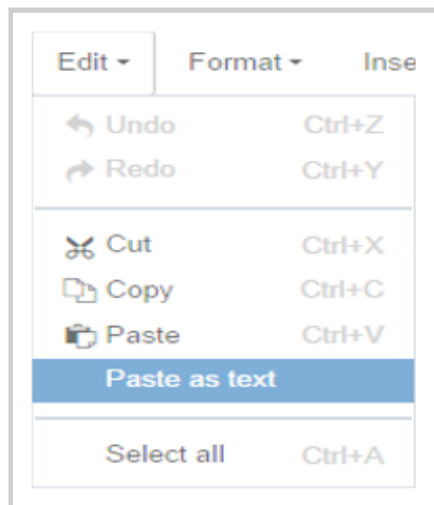 Edit Format Inse
Undo Ctrl+Z
Redo Ctrl+Y
Cut Ctrl+X
Copy Ctrl+C
Paste Ctrl+V
Paste as text
Select all Ctrl+A